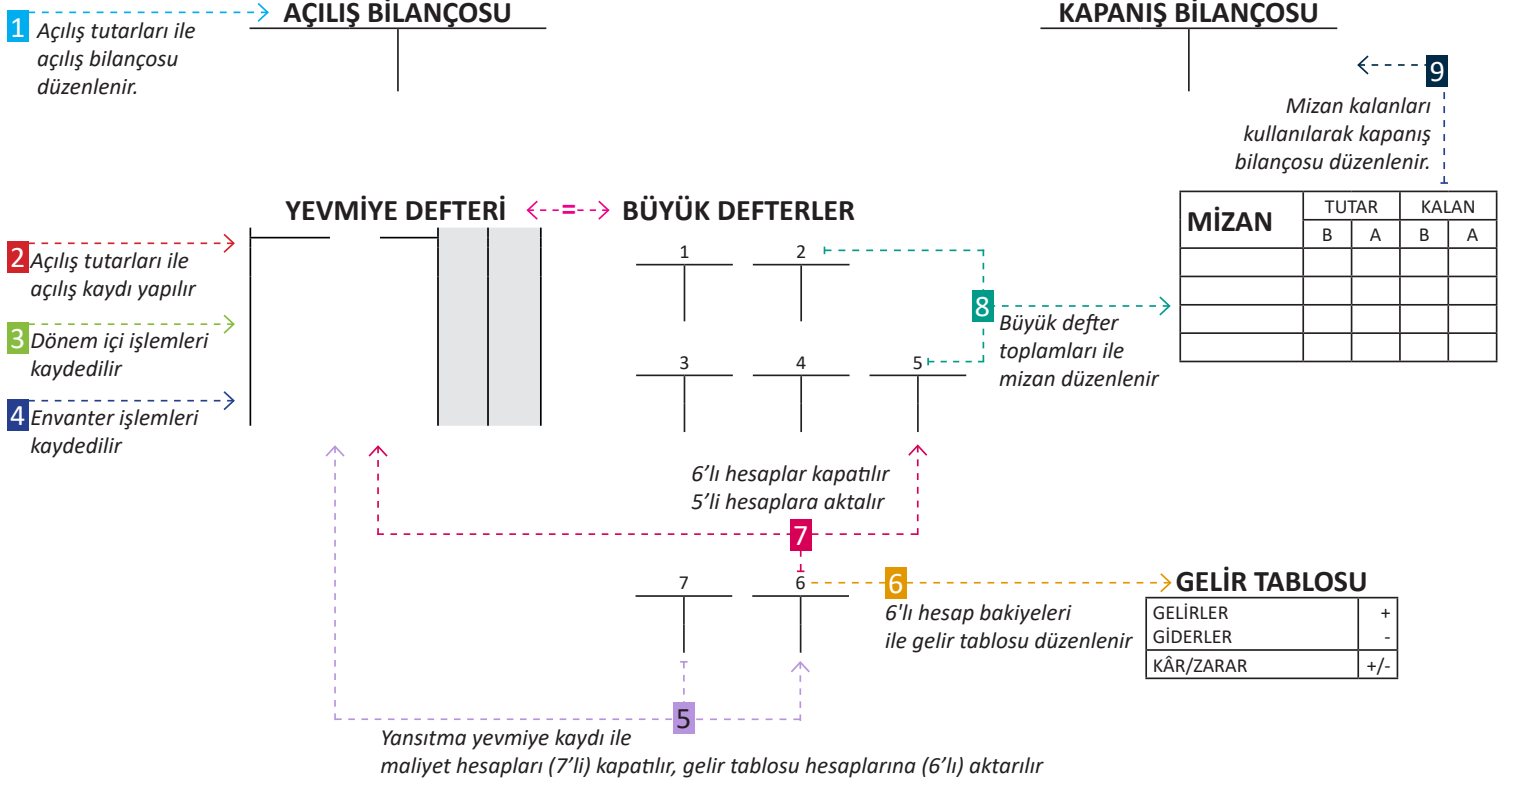 AÇILIŞ BİLANÇOSU
1
Açılış tutarları ile
açılış bilançosu
düzenlenir.
KAPANIŞ BİLANÇOSU
9
Mizan kalanları
kullanılarak kapanış
bilançosu düzenlenir.
YEVMİYE DEFTERİ = BÜYÜK DEFTERLER
2
Açılış tutarları ile
açılış kaydı yapılır
3
Dönem içi işlemleri
kaydedilir
4
Envanter işlemleri
kaydedilir
1 2
3 4 5
8
Büyük defter
toplamları ile
mizan düzenlenir
MİZAN TUTAR KALAN
B A B A
6’lı hesaplar kapatılır
5’li hesaplara aktalır
7
7 6
6
6'lı hesap bakiyeleri
ile gelir tablosu düzenlenir
GELİR TABLOSU
GELİRLER +
GİDERLER -
KÂR/ZARAR +/-
5
Yansıtma yevmiye kaydı ile
maliyet hesapları (7’li) kapatılır, gelir tablosu hesaplarına (6’lı) aktarılır